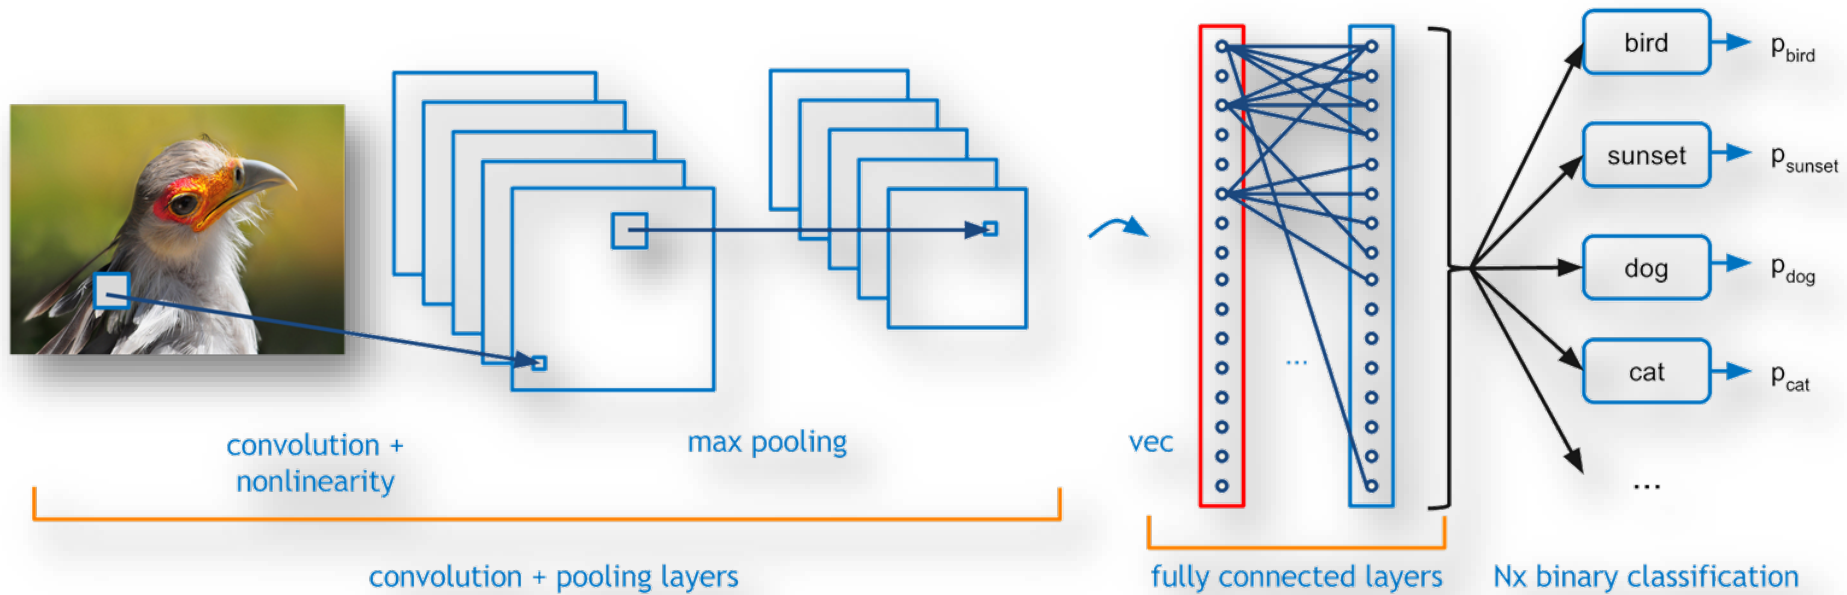 bird
p_bird
sunset
p_sunset
dog
p_dog
cat
p_cat
...
...
convolution +
nonlinearity
max pooling
vec
convolution + pooling layers
fully connected layers
Nx binary classification